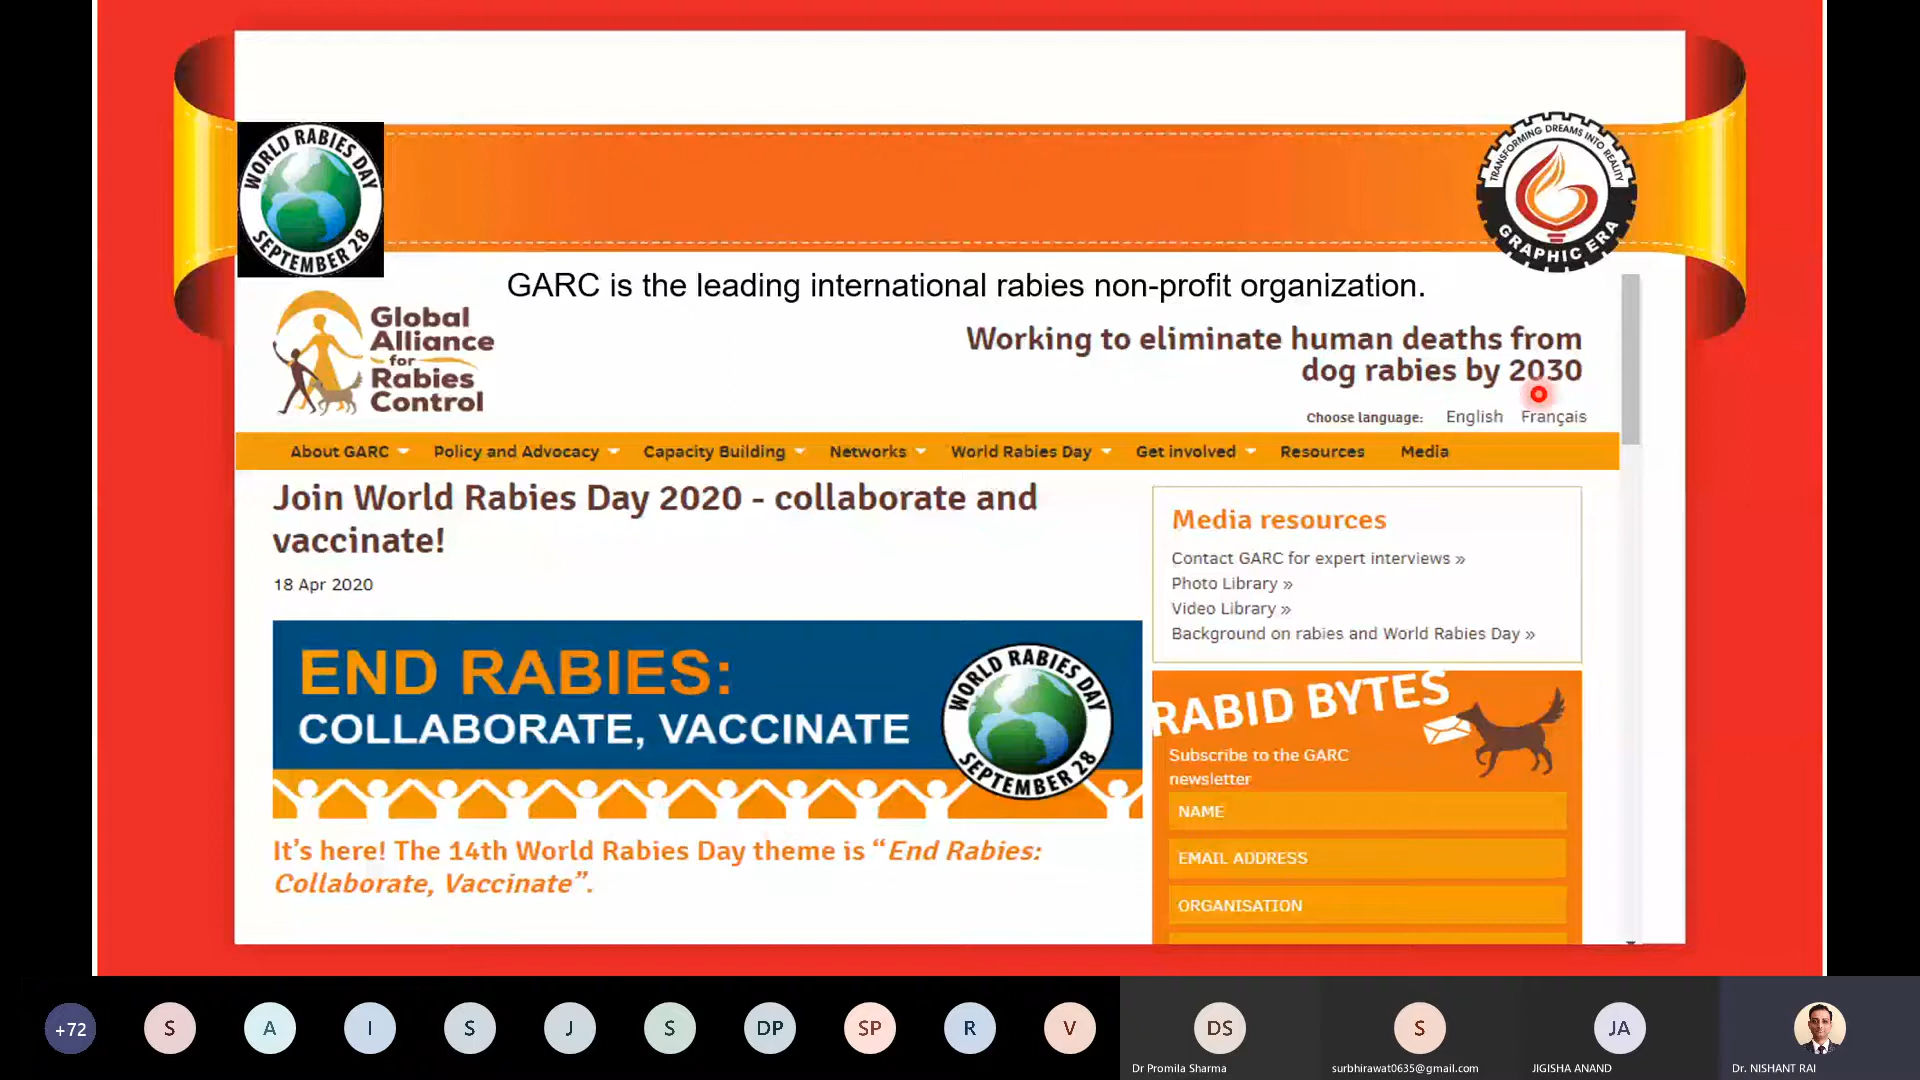 WORLD RABIES DAY
SEPTEMBER 28
TRANSFORMING DREAMS INTO REALITY
GRAPHIC ERA
GARC is the leading international rabies non-profit organization.
Global
Alliance
for
Rabies
Control
Working to eliminate human deaths from
dog rabies by 2030
Choose language: English Français
About GARC Policy and Advocacy Capacity Building Networks World Rabies Day Get involved Resources Media
Join World Rabies Day 2020 - collaborate and
vaccinate!
18 Apr 2020
END RABIES:
COLLABORATE, VACCINATE
WORLD RABIES DAY
SEPTEMBER 28
It's here! The 14th World Rabies Day theme is “End Rabies:
Collaborate, Vaccinate”.
Media resources
Contact GARC for expert interviews »
Photo Library »
Video Library »
Background on rabies and World Rabies Day »
RABID BYTES
Subscribe to the GARC
newsletter
NAME
EMAIL ADDRESS
ORGANISATION
+72 S A I S J S DP SP R V DS S JA
Dr Promila Sharma surbhirawat0635@gmail.com JIGISHA ANAND Dr. NISHANT RAI